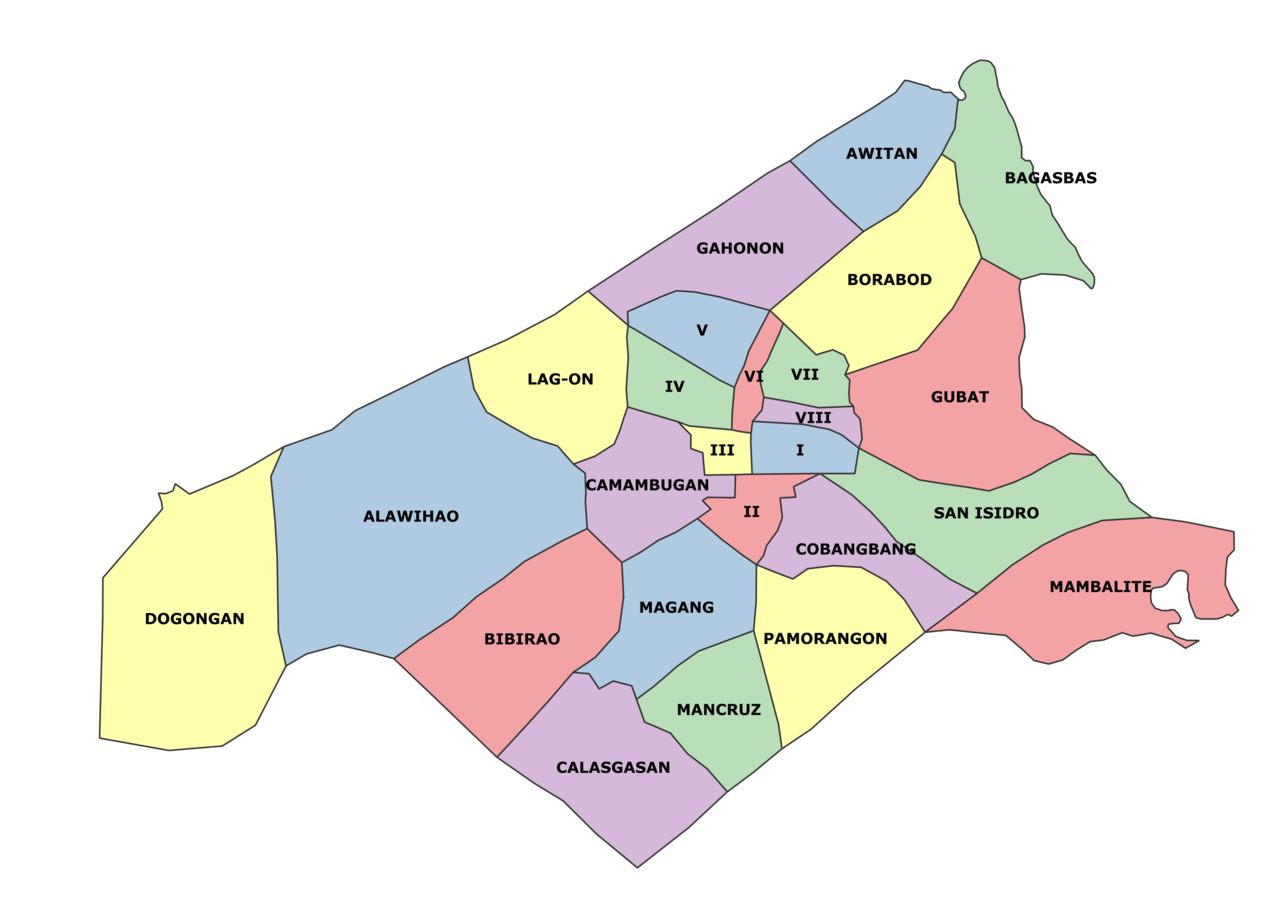 AWITAN
BAGASBAS
GAHONON
BORABOD
V
LAG-ON
IV
VI
VII
GUBAT
VIII
III
I
CAMAMBUGAN
II
SAN ISIDRO
ALAWIHAO
COBANGBANG
MAMBALITE
DOGONGAN
MAGANG
BIBIRAO
PAMORANGON
MANCRUZ
CALASGASAN